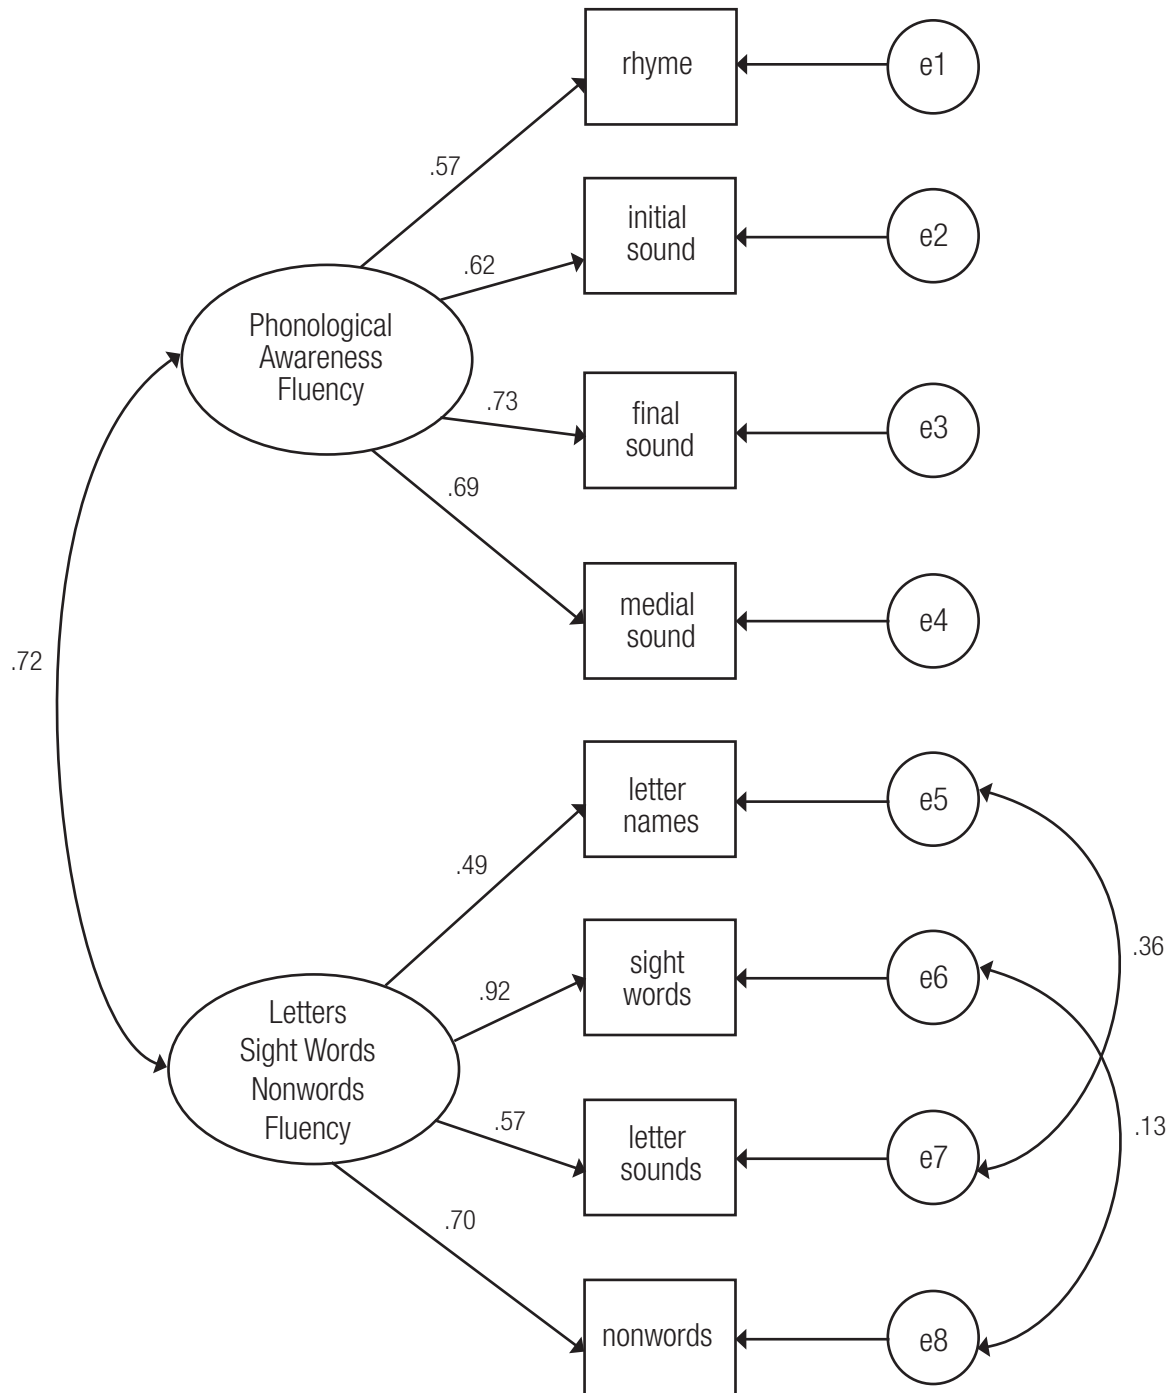 rhyme
e1
.57
initial
sound
e2
.62
Phonological
Awareness
Fluency
.73
final
sound
e3
.69
medial
sound
e4
.72
letter
names
e5
.49
.36
sight
words
e6
.92
Letters
Sight Words
Nonwords
Fluency
.57
letter
sounds
e7
.13
.70
nonwords
e8